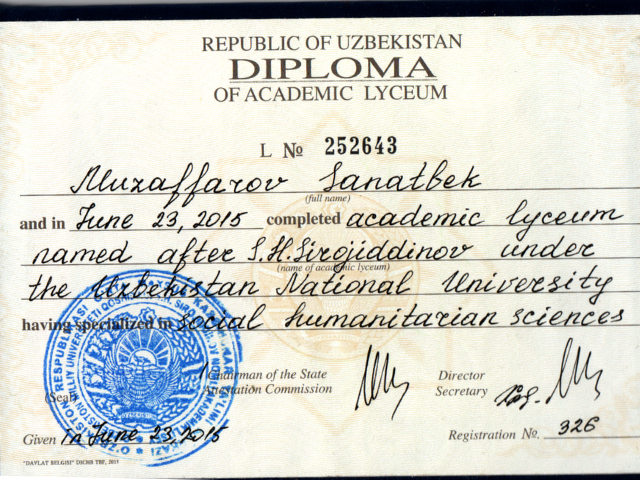 REPUBLIC OF UZBEKISTAN
DIPLOMA
OF ACADEMIC LYCEUM
L № 252643
Muzaffarov Sanatbek
(full name)
and in June 23, 2015 completed academic lyceum
named after S.H.Sirojiddinov under
(name of academic lyceum)
the Uzbekistan National University
having specialized in social humanitarian sciences
Chairman of the State
Attestation Commission
Director
Secretary
(Seal)
Given in June 23, 2015
Registration №. 326
"DAVLAT BELGISI" DICHB TBF, 2015